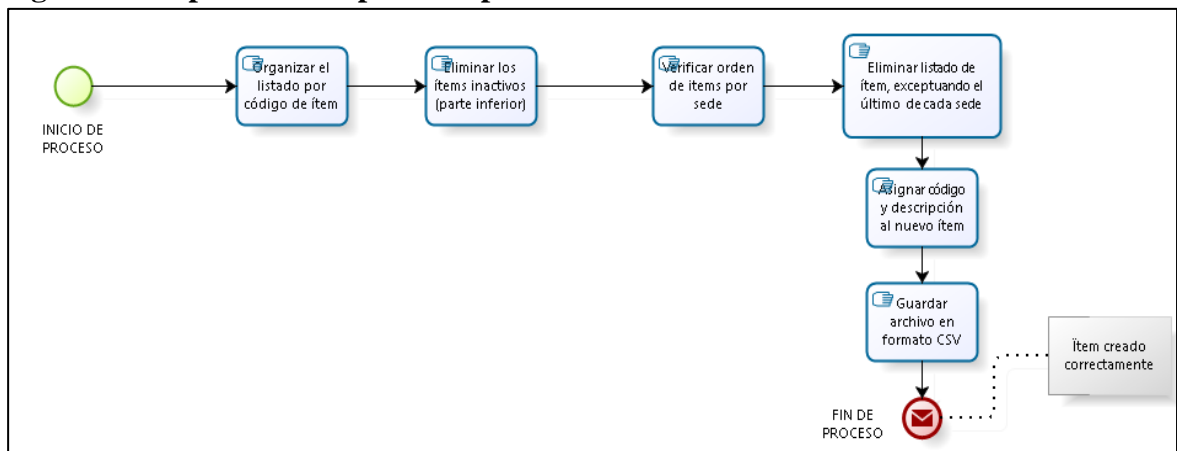 INICIO DE
PROCESO
Organizar el
listado por
código de ítem
Eliminar los
ítems inactivos
(parte inferior)
Verificar orden
de items por
sede
Eliminar listado de
ítem, exceptuando el
último de cada sede
Asignar código
y descripción
al nuevo ítem
Guardar
archivo en
formato CSV
Ïtem creado
correctamente
FIN DE
PROCESO